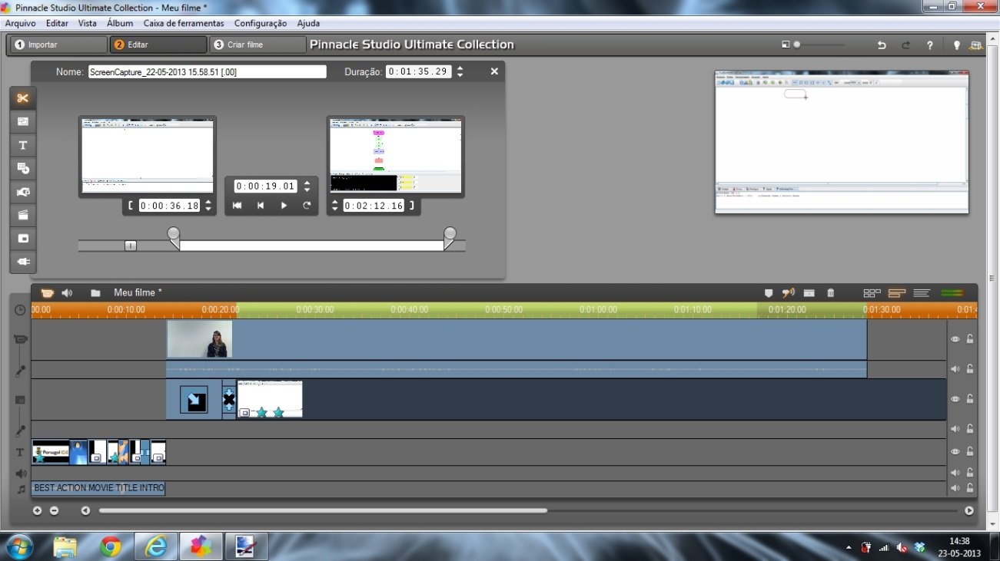 Pinnacle Studio Ultimate Collection - Meu filme *
Arquivo Editar Vista Álbum Caixa de ferramentas Configuração Ajuda
1 Importar 2 Editar 3 Criar filme Pinnacle Studio Ultimate Collection
Nome: ScreenCapture_22-05-2013 15.58.51 [.00] Duração: 0:01:35.29
T
0:00:19.01
[ 0:00:36.18 0:02:12.16 ]
Meu filme *
00.00 0:00:10.00 0:00:20.00 0:00:30.00 0:00:40.00 0:00:50.00 0:01:00.00 0:01:10.00 0:01:20.00 0:01:30.00 0:01:4
T Portugol IDE
BEST ACTION MOVIE TITLE INTRO
14:38
23-05-2013